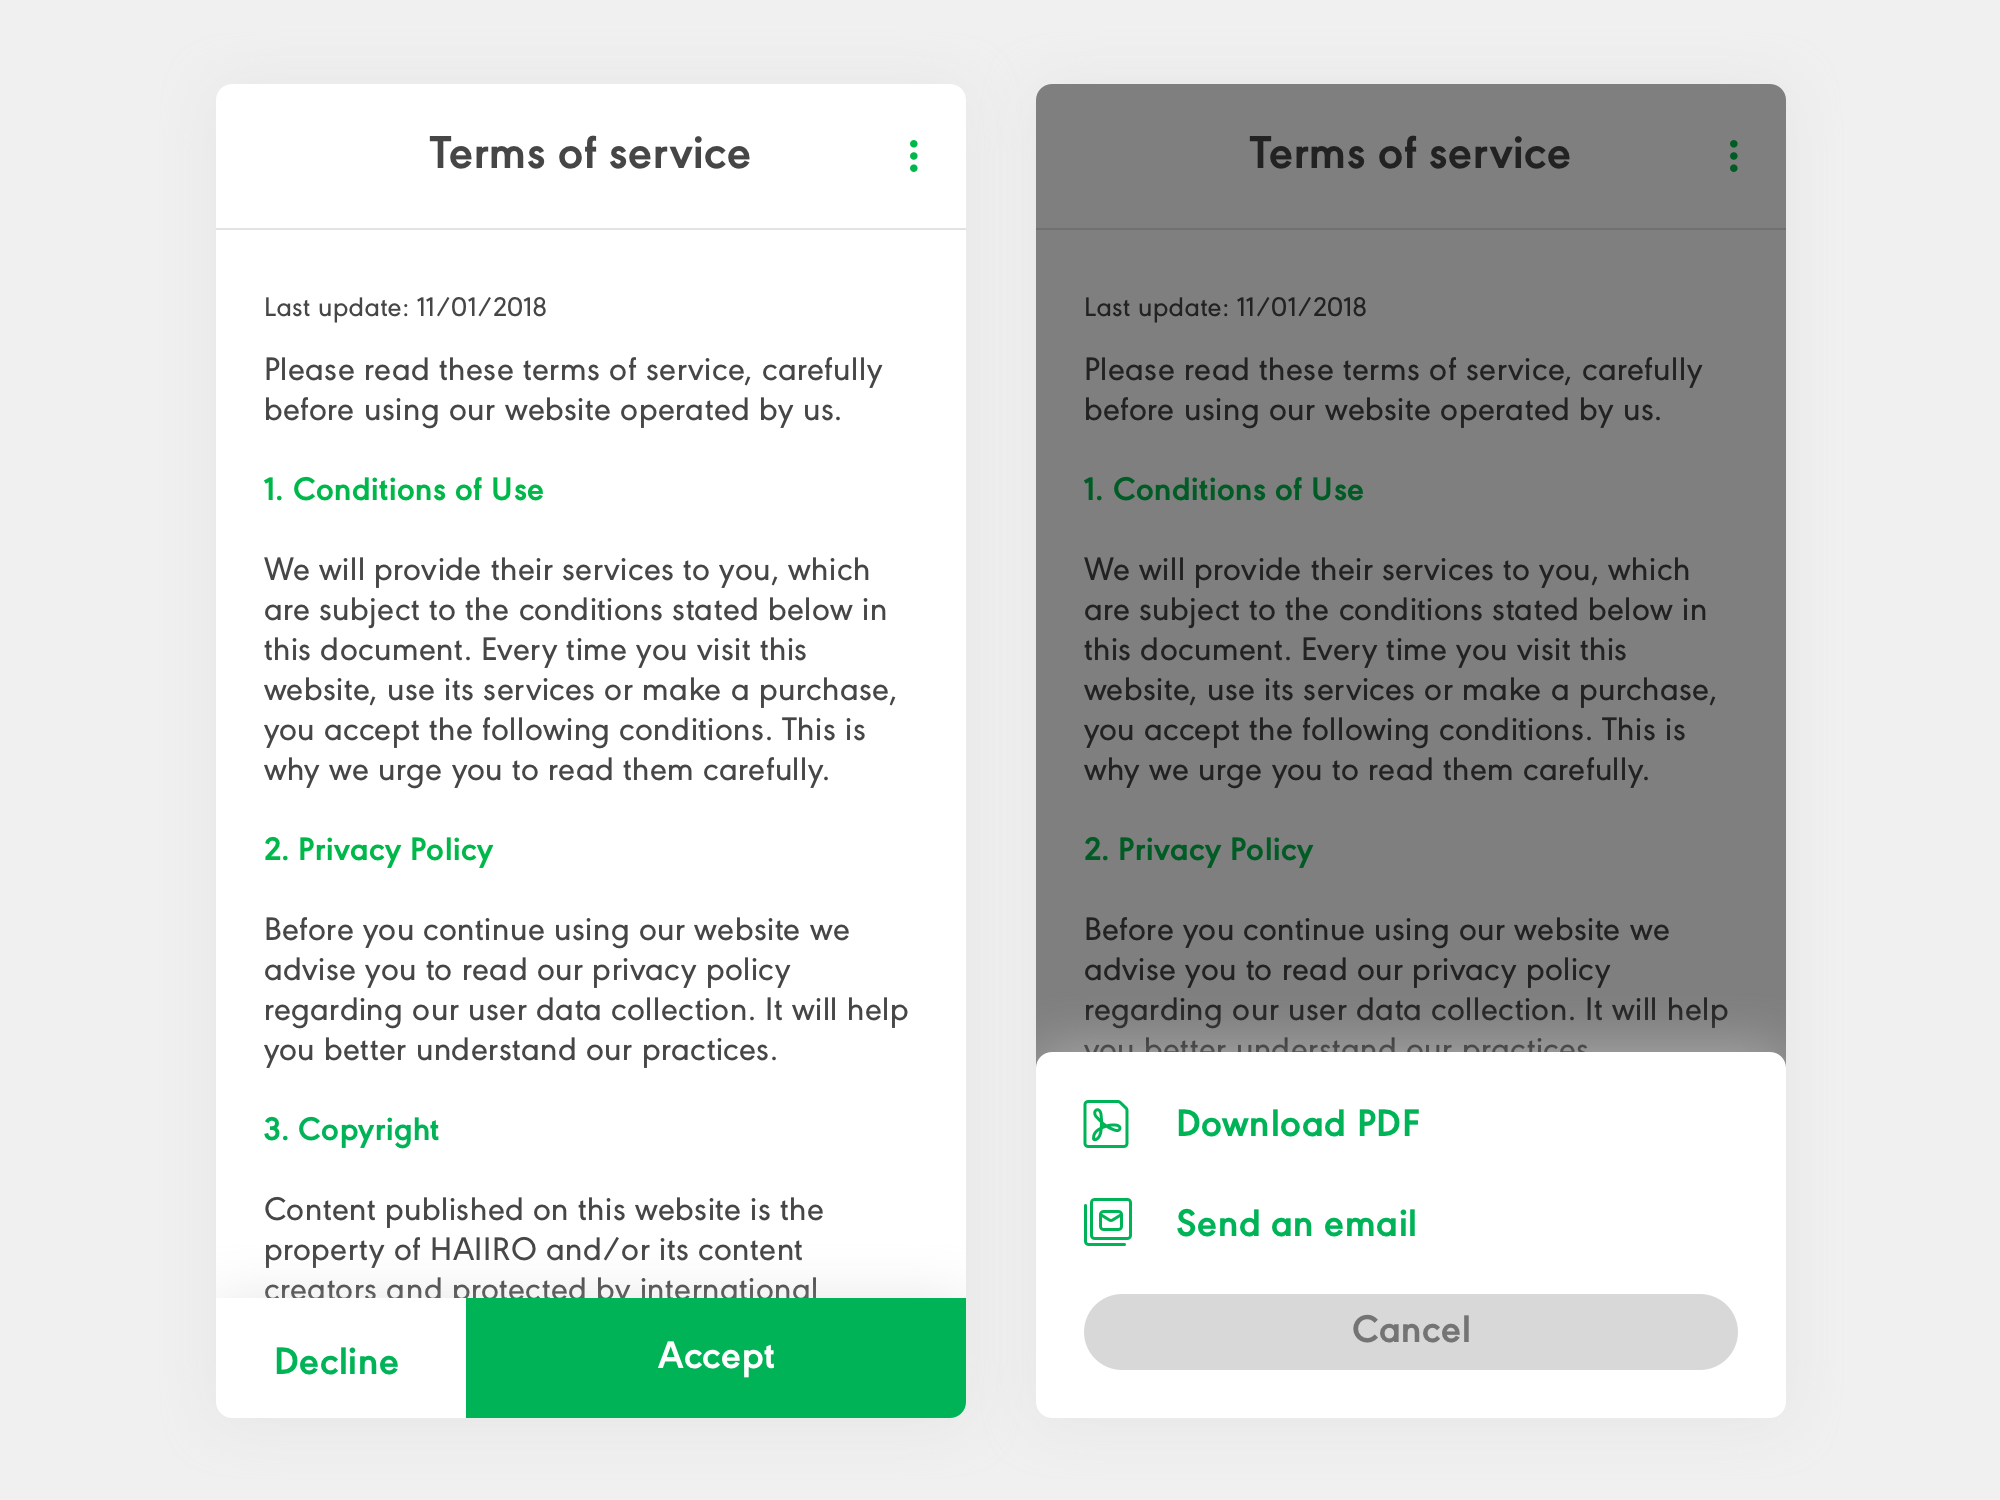 Terms of service
Last update: 11/01/2018
Please read these terms of service, carefully
before using our website operated by us.
1. Conditions of Use
We will provide their services to you, which
are subject to the conditions stated below in
this document. Every time you visit this
website, use its services or make a purchase,
you accept the following conditions. This is
why we urge you to read them carefully.
2. Privacy Policy
Before you continue using our website we
advise you to read our privacy policy
regarding our user data collection. It will help
you better understand our practices.
3. Copyright
Content published on this website is the
property of HAIIRO and/or its content
creators and protected by international
Decline
Accept
Terms of service
Last update: 11/01/2018
Please read these terms of service, carefully
before using our website operated by us.
1. Conditions of Use
We will provide their services to you, which
are subject to the conditions stated below in
this document. Every time you visit this
website, use its services or make a purchase,
you accept the following conditions. This is
why we urge you to read them carefully.
2. Privacy Policy
Before you continue using our website we
advise you to read our privacy policy
regarding our user data collection. It will help
you better understand our practices.
Download PDF
Send an email
Cancel